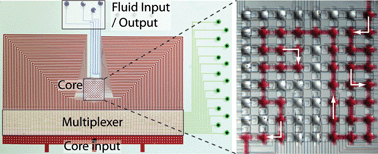 Fluid Input
/ Output
Core
Multiplexer
Core Input